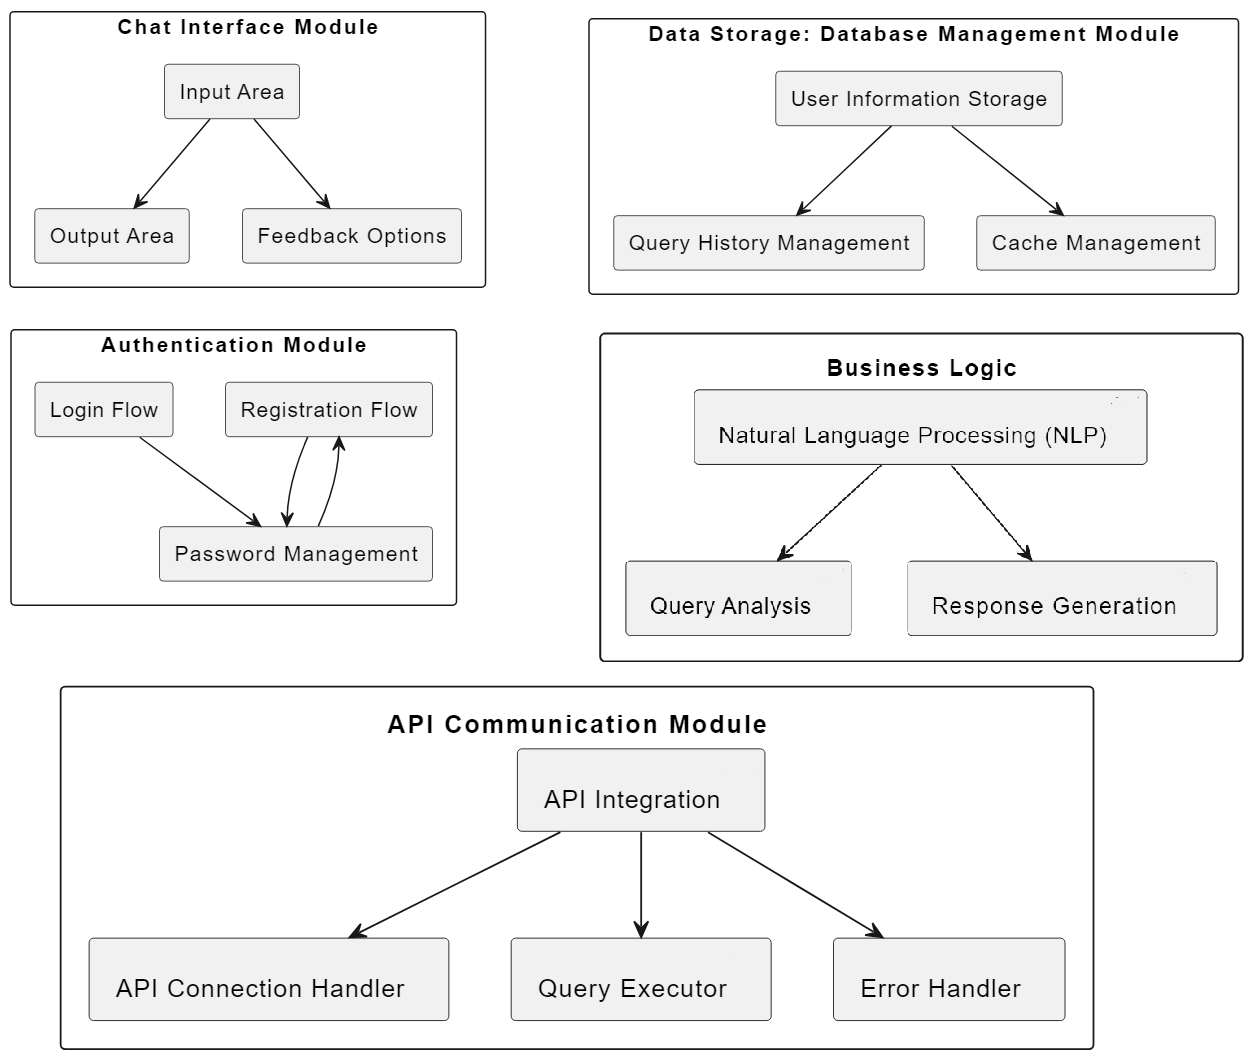 Chat Interface Module
Input Area
Output Area
Feedback Options
Data Storage: Database Management Module
User Information Storage
Query History Management
Cache Management
Authentication Module
Login Flow
Registration Flow
Password Management
Business Logic
Natural Language Processing (NLP)
Query Analysis
Response Generation
API Communication Module
API Integration
API Connection Handler
Query Executor
Error Handler